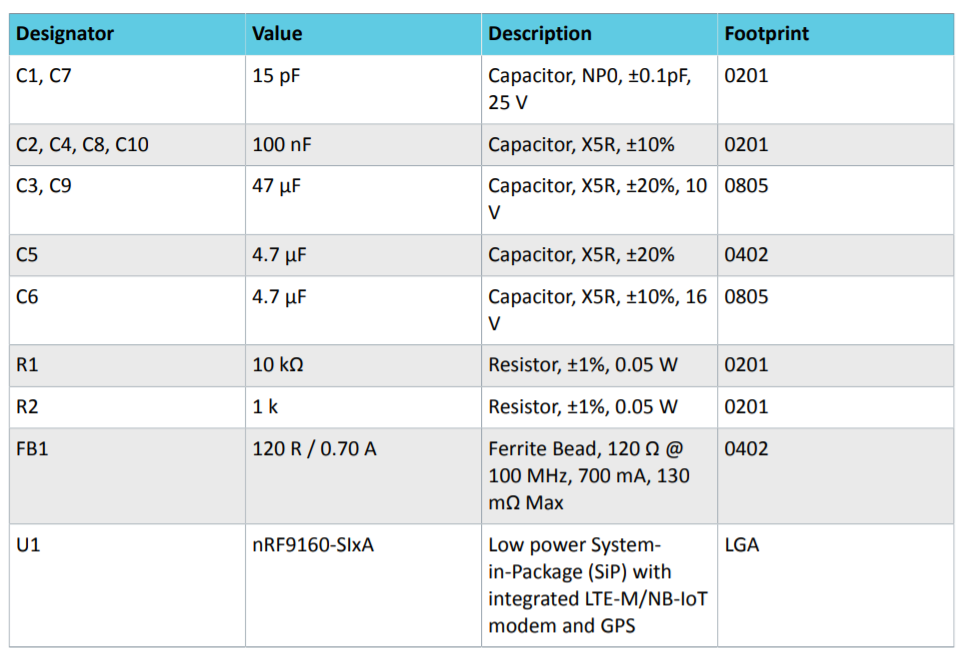 Designator Value Description Footprint
C1, C7 15 pF Capacitor, NP0, ±0.1pF, 0201
25 V
C2, C4, C8, C10 100 nF Capacitor, X5R, ±10% 0201
C3, C9 47 µF Capacitor, X5R, ±20%, 10 0805
V
C5 4.7 µF Capacitor, X5R, ±20% 0402
C6 4.7 µF Capacitor, X5R, ±10%, 16 0805
V
R1 10 kΩ Resistor, ±1%, 0.05 W 0201
R2 1 k Resistor, ±1%, 0.05 W 0201
FB1 120 R / 0.70 A Ferrite Bead, 120 Ω @ 0402
100 MHz, 700 mA, 130
mΩ Max
U1 nRF9160-SIxA Low power System- LGA
in-Package (SiP) with
integrated LTE-M/NB-IoT
modem and GPS